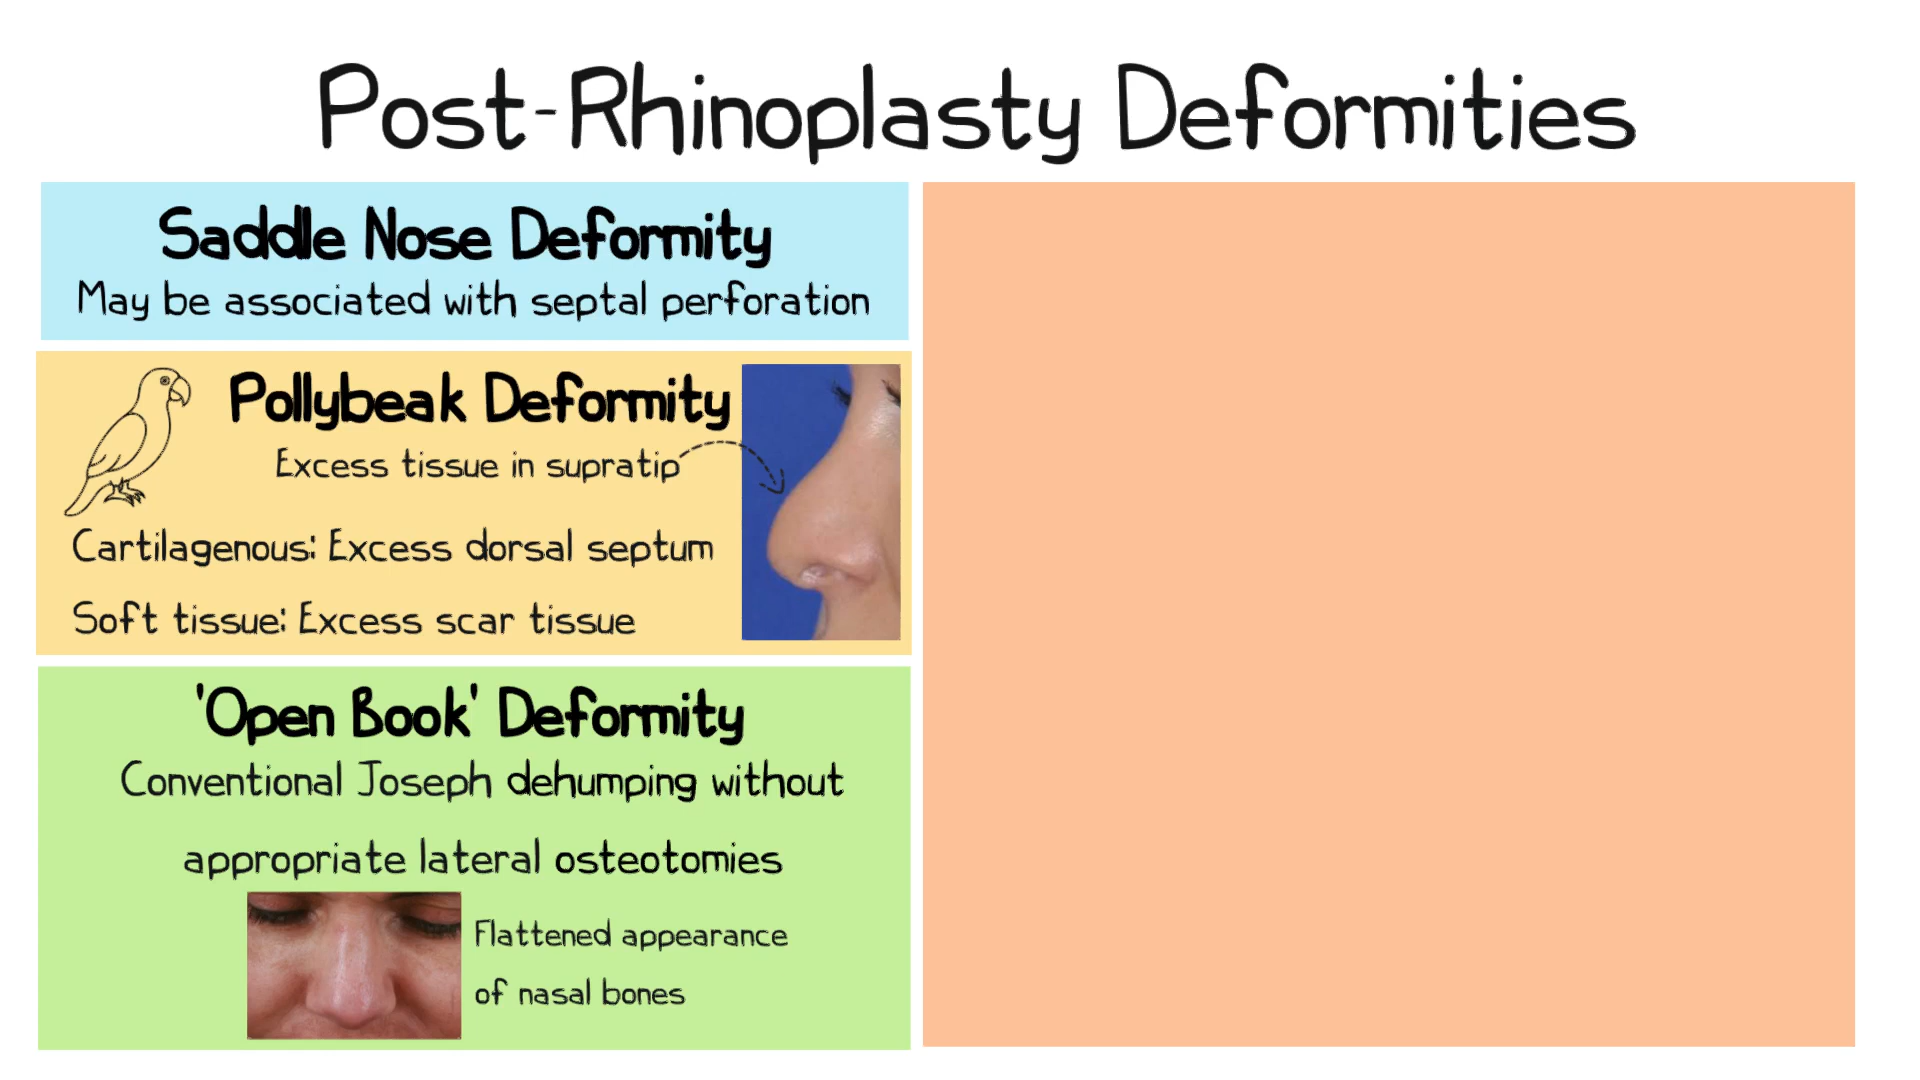 Post-Rhinoplasty Deformities
Saddle Nose Deformity
May be associated with septal perforation
Pollybeak Deformity
Excess tissue in supratip
Cartilagenous: Excess dorsal septum
Soft tissue: Excess scar tissue
'Open Book' Deformity
Conventional Joseph dehumping without
appropriate lateral osteotomies
Flattened appearance
of nasal bones